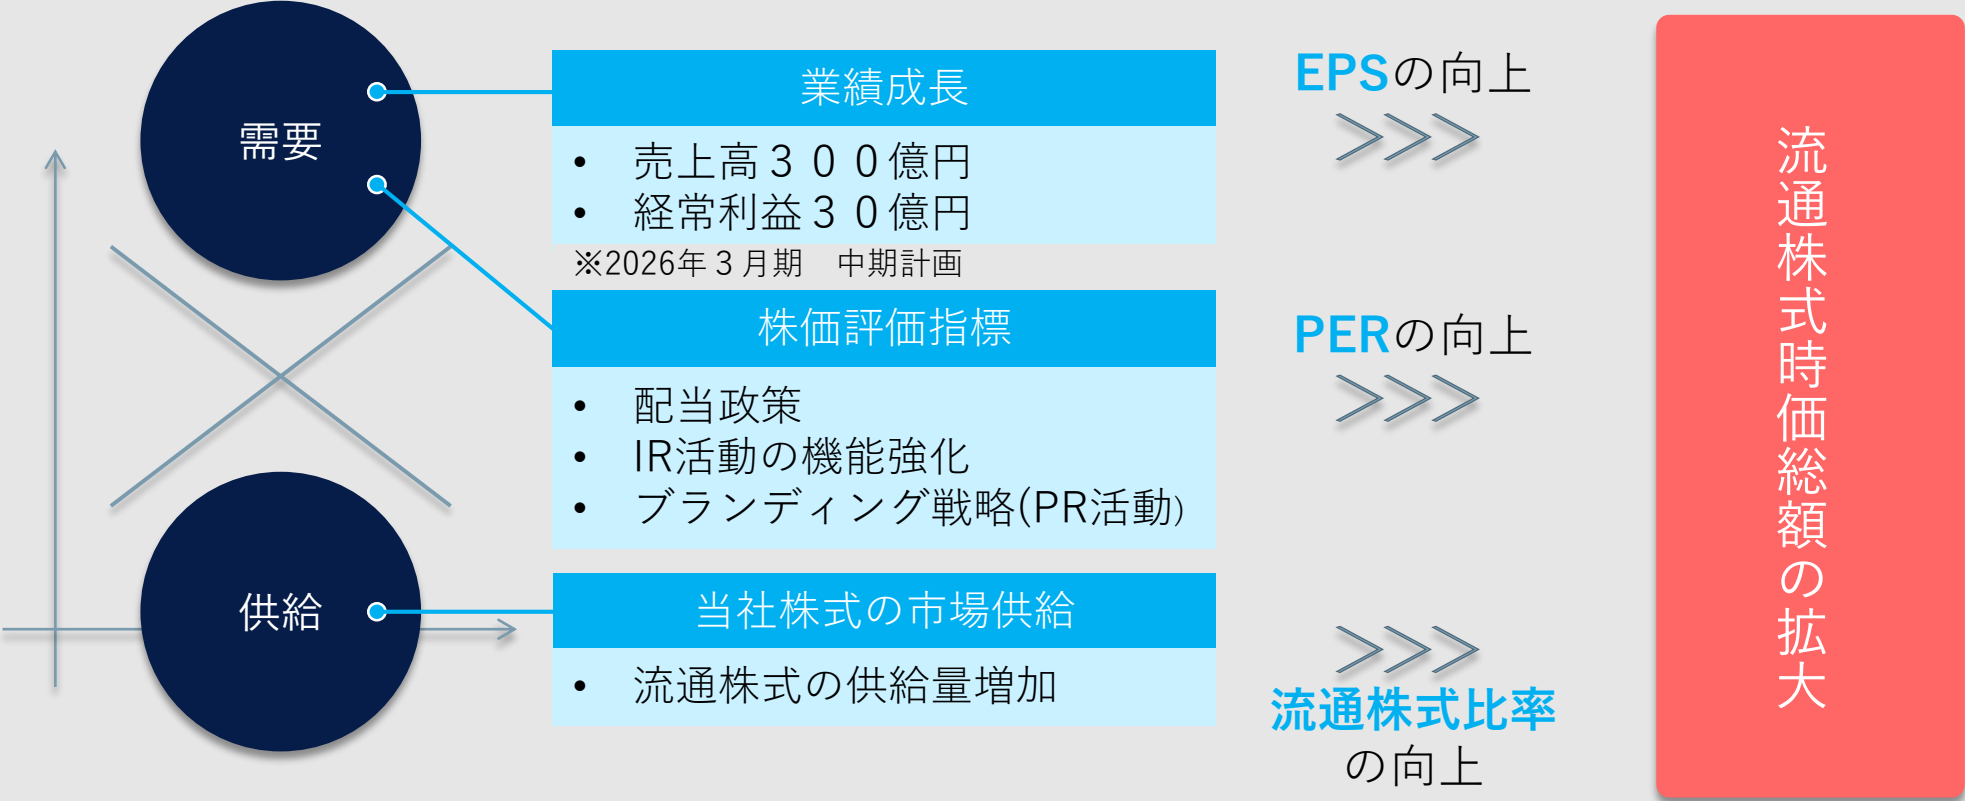 需要
業績成長
• 売上高３００億円
• 経常利益３０億円
※2026年３月期　中期計画
EPSの向上
株価評価指標
• 配当政策
• IR活動の機能強化
• ブランディング戦略(PR活動)
PERの向上
供給
当社株式の市場供給
• 流通株式の供給量増加
流通株式比率
の向上
流通株式時価総額の拡大